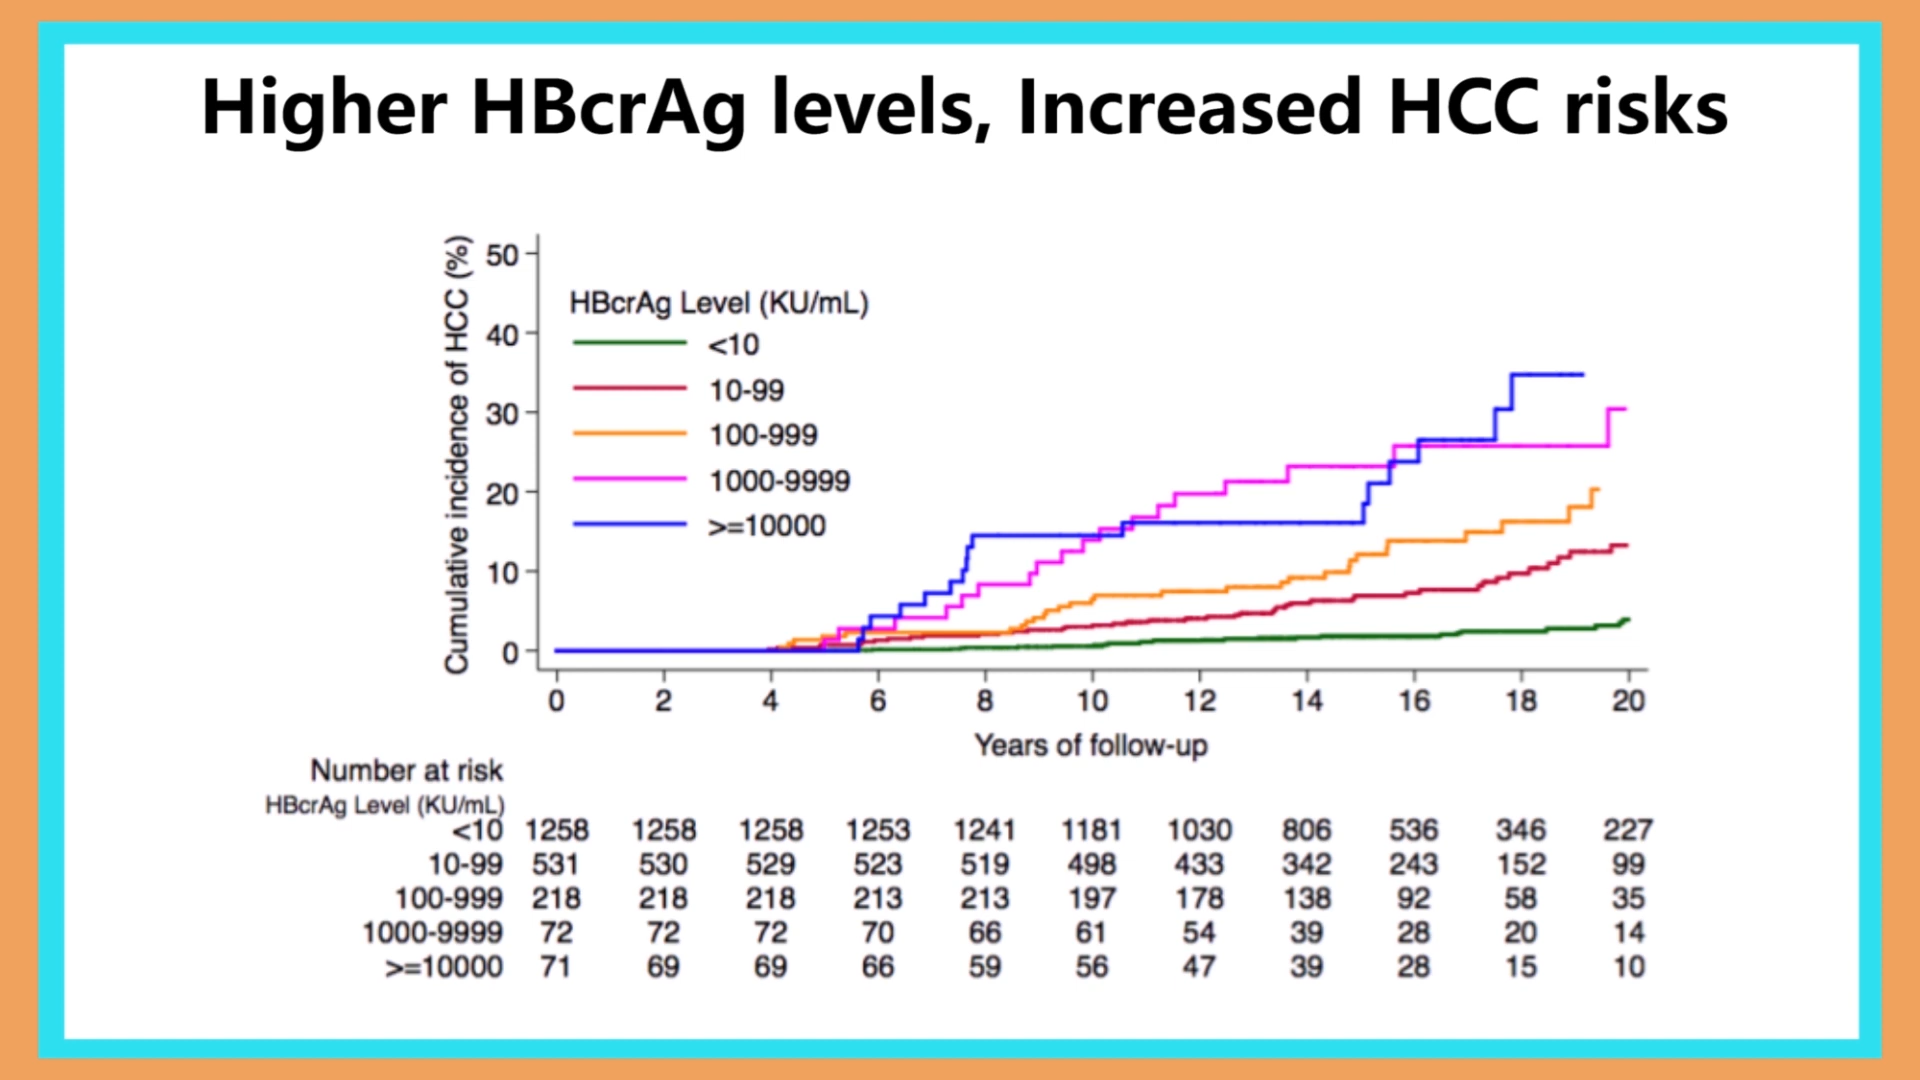 Higher HBcrAg levels, Increased HCC risks
Cumulative incidence of HCC (%)
50
40
30
20
10
0
HBcrAg Level (KU/mL)
<10
10-99
100-999
1000-9999
>=10000
0 2 4 6 8 10 12 14 16 18 20
Years of follow-up
Number at risk
HBcrAg Level (KU/mL)
<10 1258 1258 1258 1253 1241 1181 1030 806 536 346 227
10-99 531 530 529 523 519 498 433 342 243 152 99
100-999 218 218 218 213 213 197 178 138 92 58 35
1000-9999 72 72 72 70 66 61 54 39 28 20 14
>=10000 71 69 69 66 59 56 47 39 28 15 10